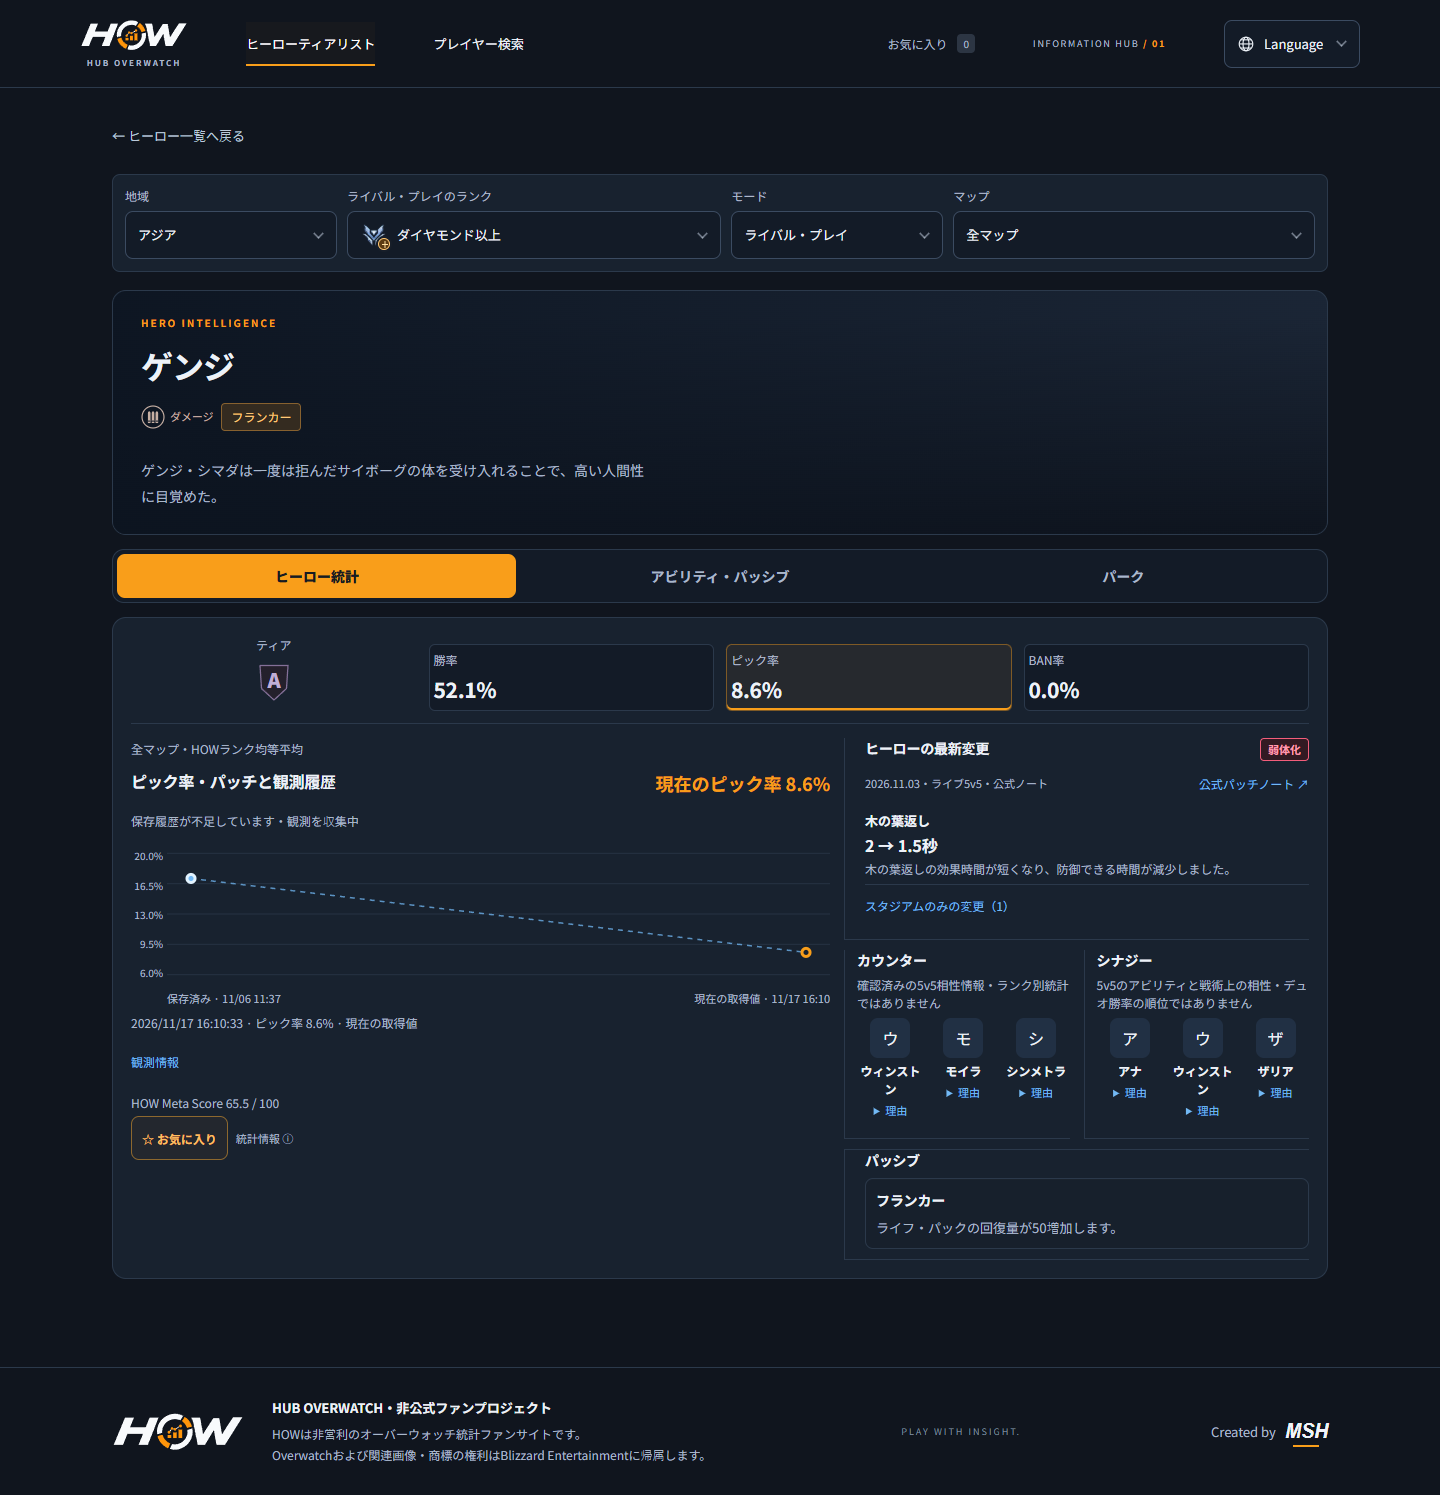 HOW
HUB OVERWATCH
ヒーローティアリスト
プレイヤー検索
お気に入り 0
INFORMATION HUB / 01
Language
← ヒーロー一覧へ戻る
地域
ライバル・プレイのランク
モード
マップ
アジア
ダイヤモンド以上
ライバル・プレイ
全マップ
HERO INTELLIGENCE
ゲンジ
ダメージ
フランカー
ゲンジ・シマダは一度は拒んだサイボーグの体を受け入れることで、高い人間性
に目覚めた。
ヒーロー統計
アビリティ・パッシブ
パーク
ティア
A
勝率
52.1%
ピック率
8.6%
BAN率
0.0%
全マップ・HOWランク均等平均
ピック率・パッチと観測履歴
現在のピック率 8.6%
保存履歴が不足しています・観測を収集中
20.0%
16.5%
13.0%
9.5%
6.0%
保存済み · 11/06 11:37
現在の取得値 · 11/17 16:10
2026/11/17 16:10:33 · ピック率 8.6% · 現在の取得値
観測情報
HOW Meta Score 65.5 / 100
☆ お気に入り
統計情報 ⓘ
ヒーローの最新変更
弱体化
2026.11.03・ライブ5v5・公式ノート
公式パッチノート ↗
木の葉返し
2 → 1.5秒
木の葉返しの効果時間が短くなり、防御できる時間が減少しました。
スタジアムのみの変更（1）
カウンター
確認済みの5v5相性情報・ランク別統計
ではありません
ウ
モ
シ
ウィンスト
ン
モイラ
シンメトラ
▶ 理由
▶ 理由
▶ 理由
シナジー
5v5のアビリティと戦術上の相性・デュ
オ勝率の順位ではありません
ア
ウ
ザ
アナ
ウィンスト
ン
ザリア
▶ 理由
▶ 理由
▶ 理由
パッシブ
フランカー
ライフ・パックの回復量が50増加します。
HOW
HUB OVERWATCH・非公式ファンプロジェクト
HOWは非営利のオーバーウォッチ統計ファンサイトです。
Overwatchおよび関連画像・商標の権利はBlizzard Entertainmentに帰属します。
PLAY WITH INSIGHT.
Created by MSH